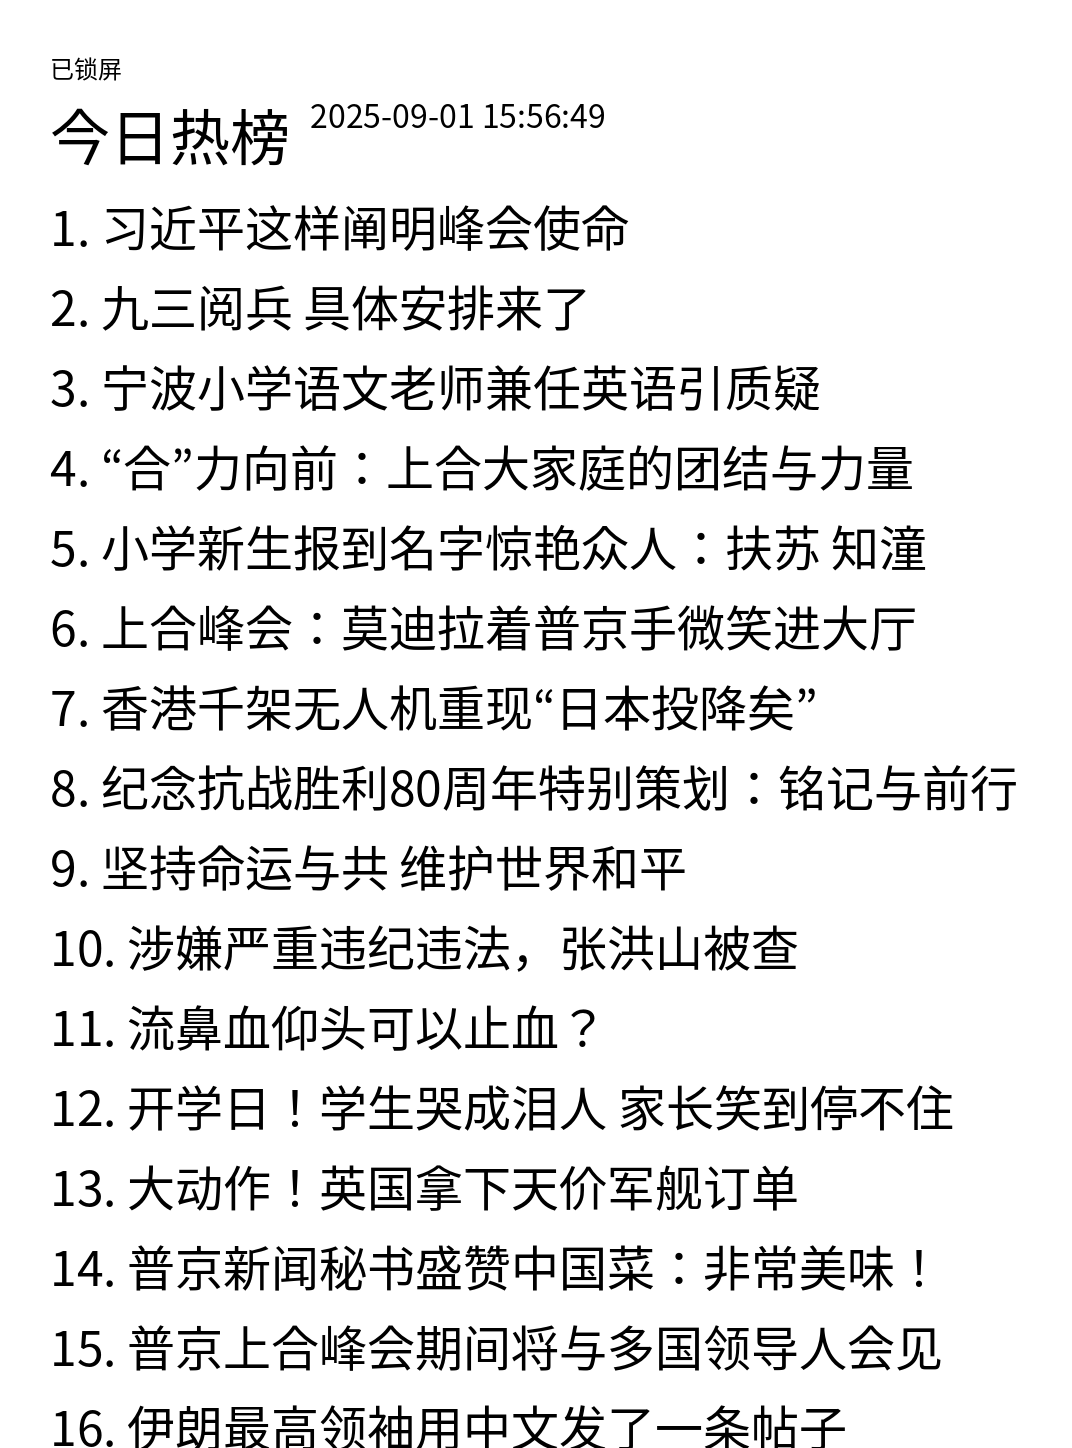 已锁屏
今日热榜 2025-09-01 15:56:49
1. 习近平这样阐明峰会使命
2. 九三阅兵 具体安排来了
3. 宁波小学语文老师兼任英语引质疑
4. “合”力向前：上合大家庭的团结与力量
5. 小学新生报到名字惊艳众人：扶苏 知潼
6. 上合峰会：莫迪拉着普京手微笑进大厅
7. 香港千架无人机重现“日本投降矣”
8. 纪念抗战胜利80周年特别策划：铭记与前行
9. 坚持命运与共 维护世界和平
10. 涉嫌严重违纪违法，张洪山被查
11. 流鼻血仰头可以止血？
12. 开学日！学生哭成泪人 家长笑到停不住
13. 大动作！英国拿下天价军舰订单
14. 普京新闻秘书盛赞中国菜：非常美味！
15. 普京上合峰会期间将与多国领导人会见
16. 伊朗最高领袖用中文发了一条帖子